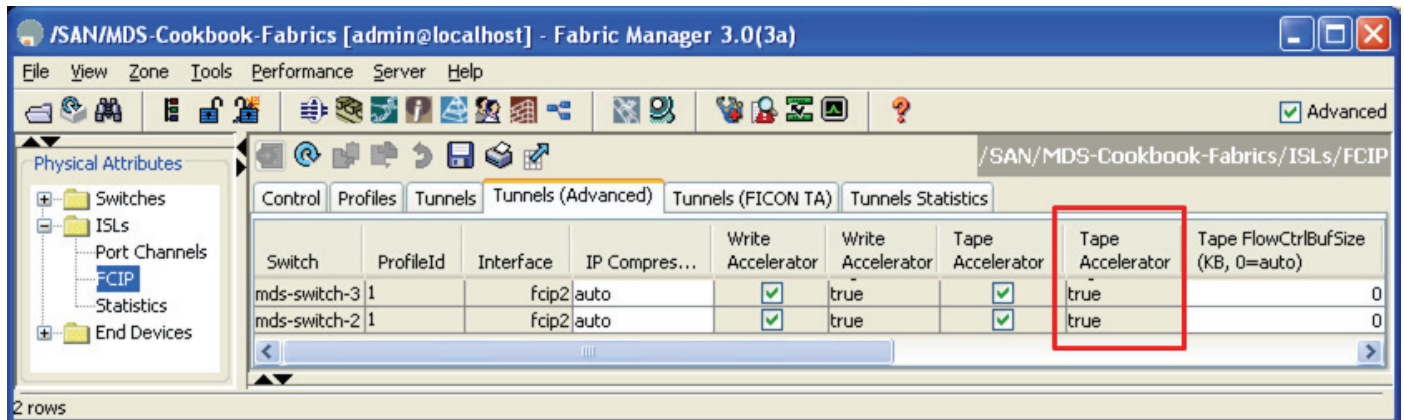 /SAN/MDS-Cookbook-Fabrics [admin@localhost] - Fabric Manager 3.0(3a)
File View Zone Tools Performance Server Help
Advanced
Physical Attributes
/SAN/MDS-Cookbook-Fabrics/ISLs/FCIP
Switches
ISLs
Port Channels
FCIP
Statistics
End Devices
Control Profiles Tunnels Tunnels (Advanced) Tunnels (FICON TA) Tunnels Statistics
Switch ProfileId Interface IP Compres... Write Accelerator Write Accelerator Tape Accelerator Tape Accelerator Tape FlowCtrlBufSize (KB, 0=auto)
mds-switch-3 1 fcip2 auto true true 0
mds-switch-2 1 fcip2 auto true true 0
2 rows